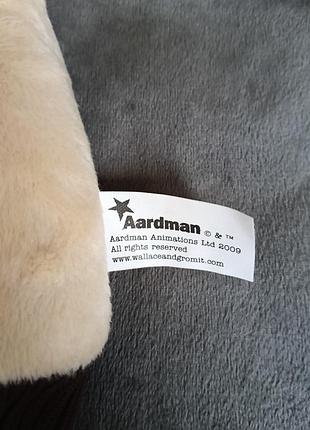 Aardman © & ™
Aardman Animations Ltd 2009
All rights reserved
www.wallaceandgromit.com